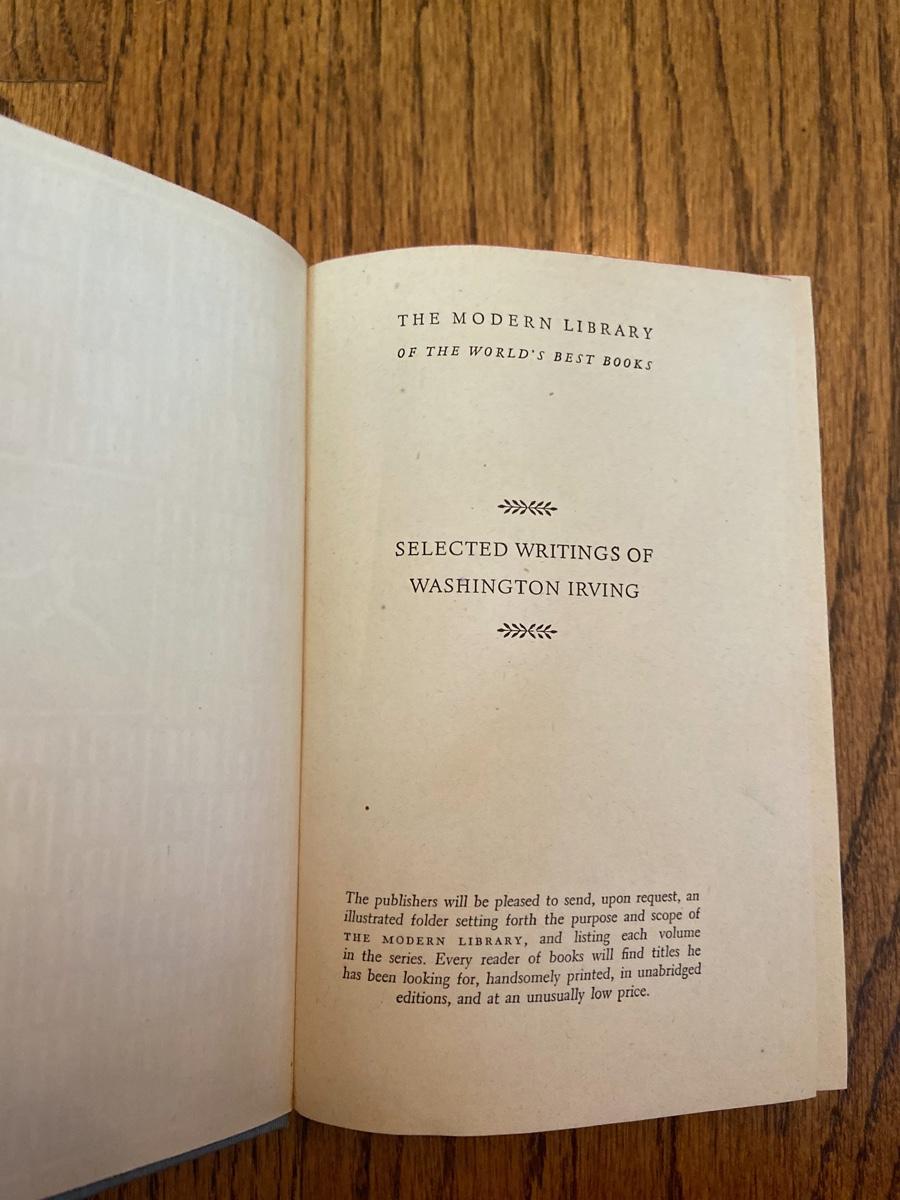 THE MODERN LIBRARY
OF THE WORLD'S BEST BOOKS
SELECTED WRITINGS OF
WASHINGTON IRVING
The publishers will be pleased to send, upon request, an
illustrated folder setting forth the purpose and scope of
THE MODERN LIBRARY, and listing each volume
in the series. Every reader of books will find titles he
has been looking for, handsomely printed, in unabridged
editions, and at an unusually low price.